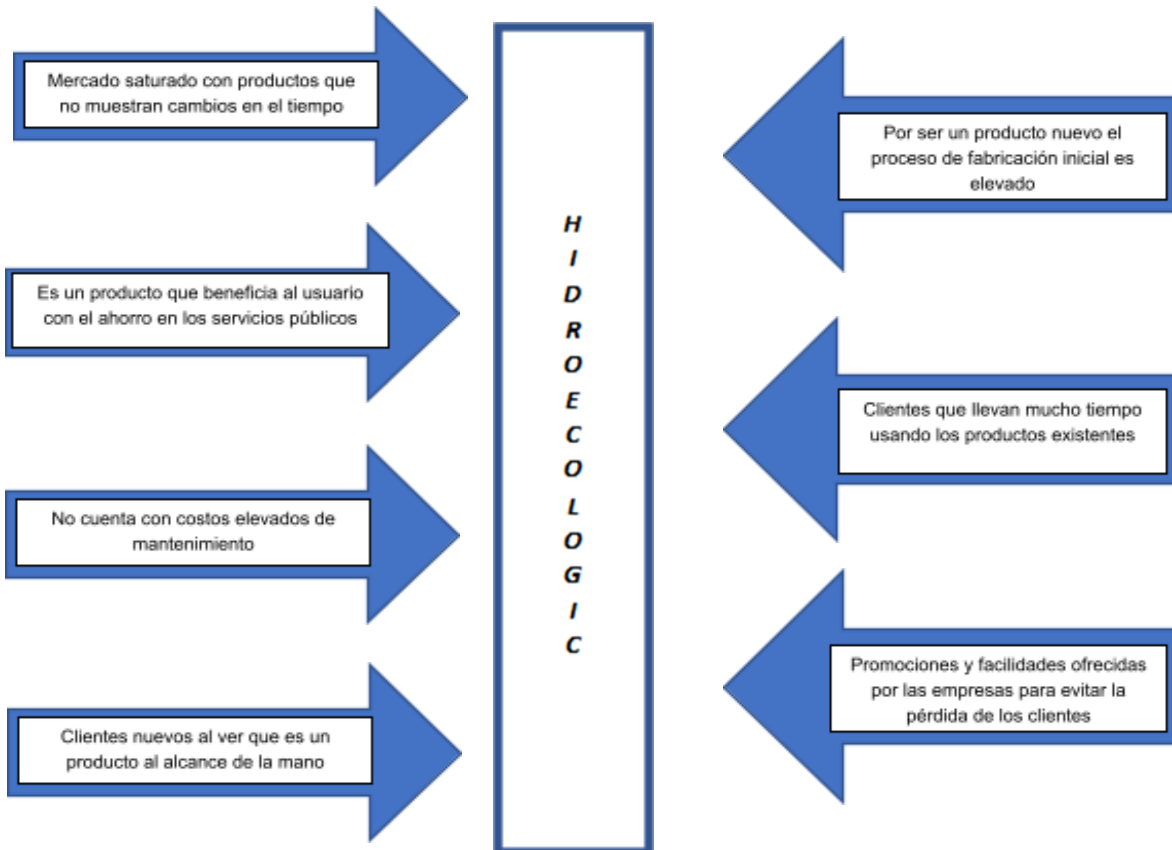 Mercado saturado con productos que
no muestran cambios en el tiempo
Es un producto que beneficia al usuario
con el ahorro en los servicios públicos
No cuenta con costos elevados de
mantenimiento
Clientes nuevos al ver que es un
producto al alcance de la mano
H
I
D
R
O
E
C
O
L
O
G
I
C
Por ser un producto nuevo el
proceso de fabricación inicial es
elevado
Clientes que llevan mucho tiempo
usando los productos existentes
Promociones y facilidades ofrecidas
por las empresas para evitar la
pérdida de los clientes